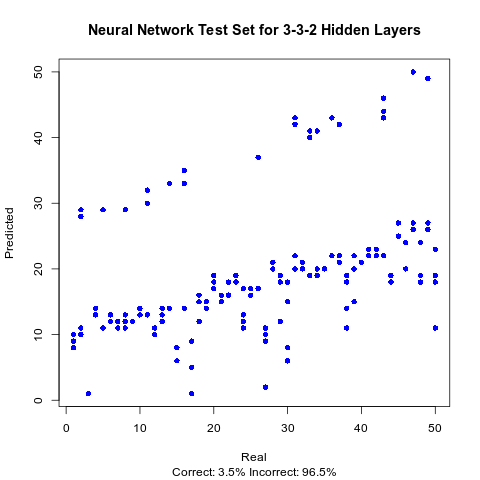 Neural Network Test Set for 3-3-2 Hidden Layers
Predicted
50
40
30
20
10
0
0 10 20 30 40 50
Real
Correct: 3.5% Incorrect: 96.5%